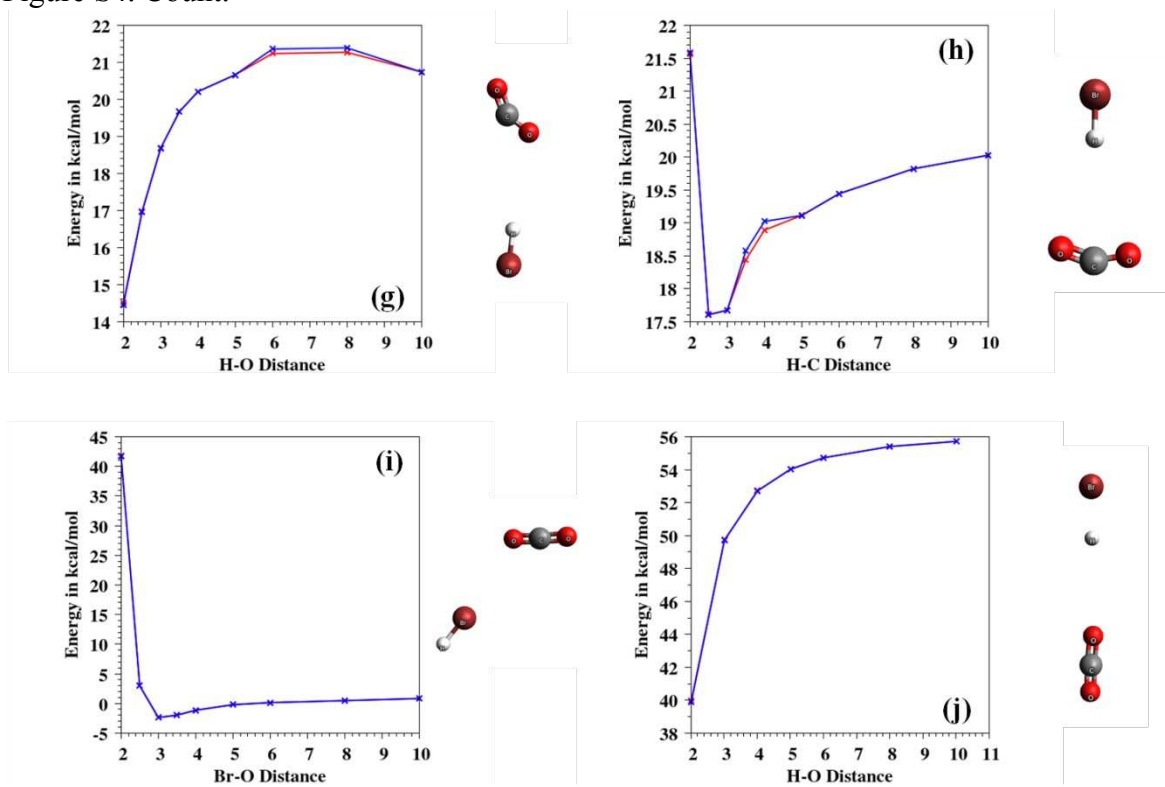 Figure S4. Count.
22
21
20
19
18
17
16
15
14
Energy in kcal/mol
(g)
2 3 4 5 6 7 8 9 10
H-O Distance
O
C
O
H
Br
22
21.5
21
20.5
20
19.5
19
18.5
18
17.5
Energy in kcal/mol
(h)
2 3 4 5 6 7 8 9 10
H-C Distance
Br
H
O
C
O
45
40
35
30
25
20
15
10
5
0
-5
Energy in kcal/mol
(i)
2 3 4 5 6 7 8 9 10
Br-O Distance
O
C
O
Br
H
56
54
52
50
48
46
44
42
40
38
Energy in kcal/mol
(j)
2 3 4 5 6 7 8 9 10 11
H-O Distance
Br
H
O
C
O